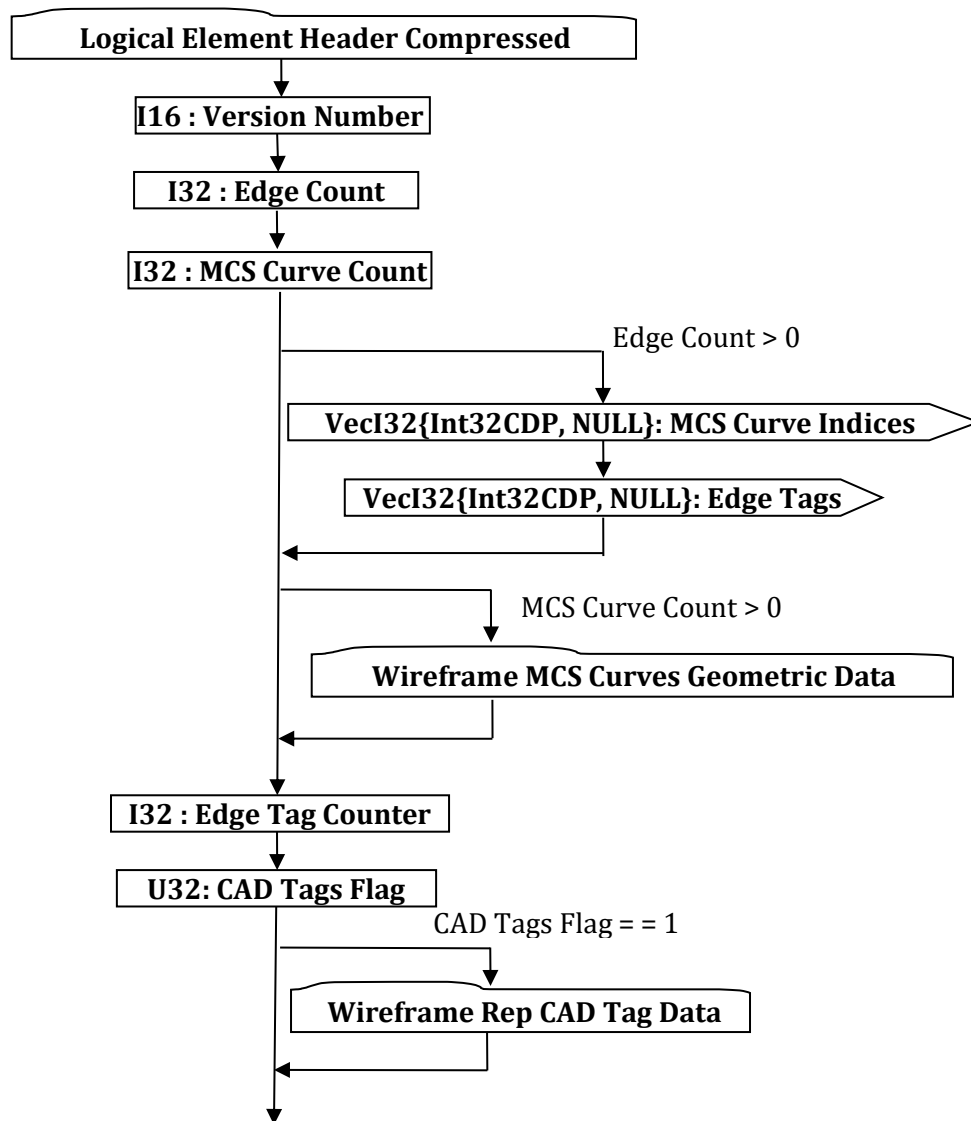 Logical Element Header Compressed
I16 : Version Number
I32 : Edge Count
I32 : MCS Curve Count
Edge Count > 0
VecI32{Int32CDP, NULL}: MCS Curve Indices
VecI32{Int32CDP, NULL}: Edge Tags
MCS Curve Count > 0
Wireframe MCS Curves Geometric Data
I32 : Edge Tag Counter
U32: CAD Tags Flag
CAD Tags Flag = = 1
Wireframe Rep CAD Tag Data